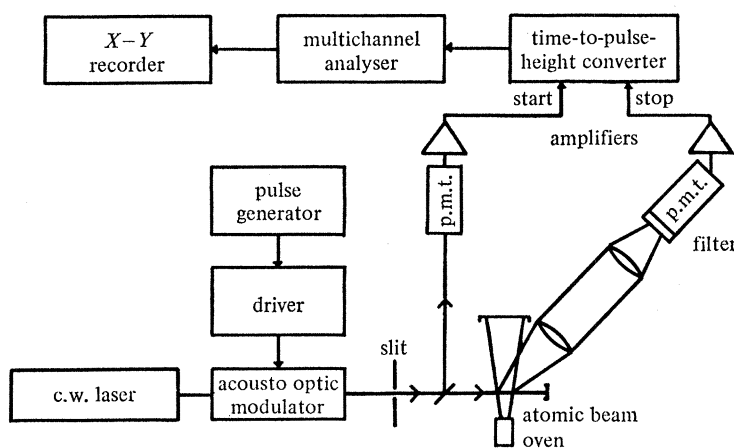 X–Y
recorder
multichannel
analyser
time-to-pulse-
height converter
start
stop
amplifiers
p.m.t.
p.m.t.
filter
pulse
generator
driver
slit
c.w. laser
acousto optic
modulator
atomic beam
oven